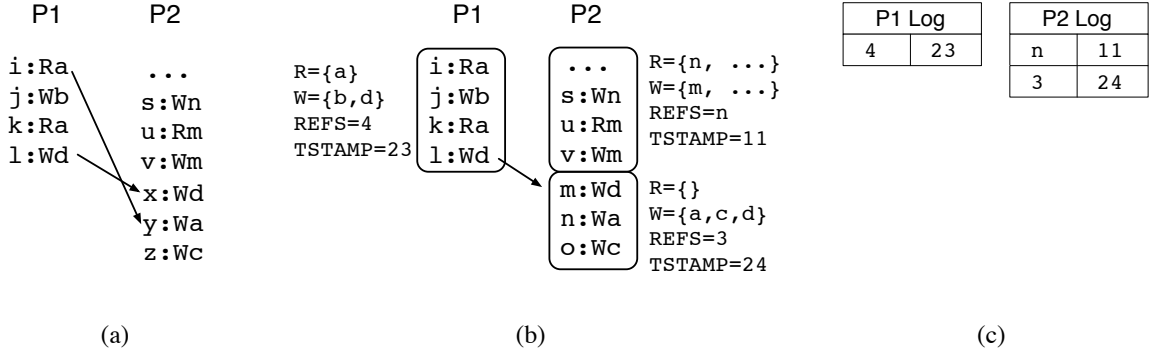 P1 P2
i:Ra
j:Wb
k:Ra
l:Wd
...
s:Wn
u:Rm
v:Wm
x:Wd
y:Wa
z:Wc
(a)
P1 P2
R={a}
W={b,d}
REFS=4
TSTAMP=23
i:Ra
j:Wb
k:Ra
l:Wd
...
s:Wn
u:Rm
v:Wm
R={n, ...}
W={m, ...}
REFS=n
TSTAMP=11
m:Wd
n:Wa
o:Wc
R={}
W={a,c,d}
REFS=3
TSTAMP=24
(b)
P1 Log
4 23
P2 Log
n 11
3 24
(c)